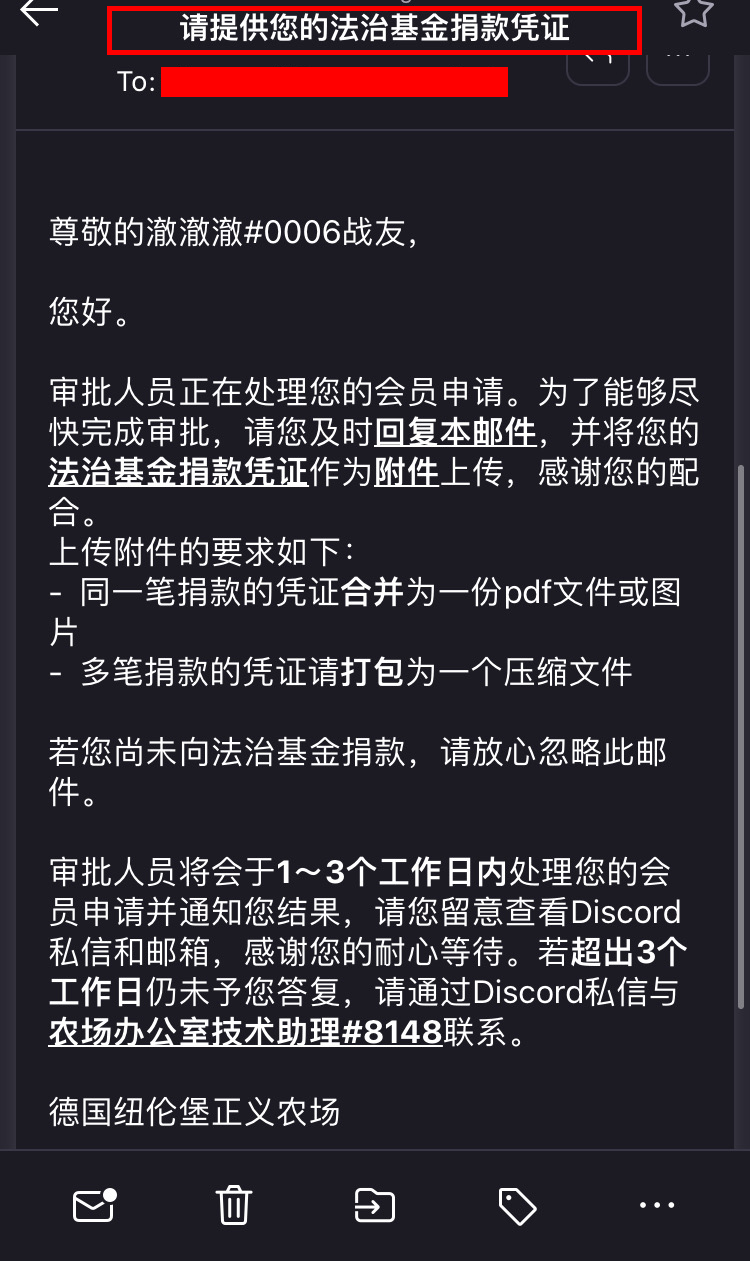 请提供您的法治基金捐款凭证
To:
尊敬的澈澈澈#0006战友，
您好。
审批人员正在处理您的会员申请。为了能够尽
快完成审批，请您及时回复本邮件，并将您的
法治基金捐款凭证作为附件上传，感谢您的配
合。
上传附件的要求如下：
- 同一笔捐款的凭证合并为一份pdf文件或图
片
- 多笔捐款的凭证请打包为一个压缩文件
若您尚未向法治基金捐款，请放心忽略此邮
件。
审批人员将会于1～3个工作日内处理您的会
员申请并通知您结果，请您留意查看Discord
私信和邮箱，感谢您的耐心等待。若超出3个
工作日仍未予您答复，请通过Discord私信与
农场办公室技术助理#8148联系。
德国纽伦堡正义农场